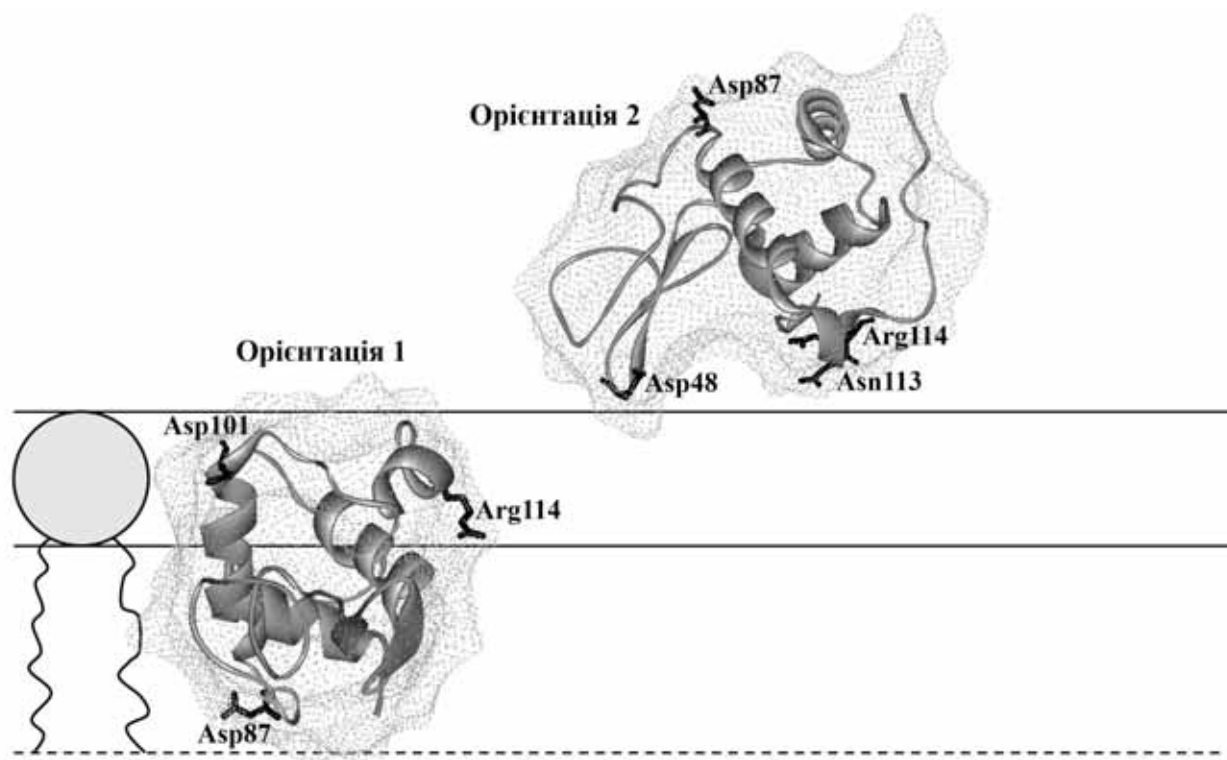 Asp87
Орієнтація 2
Arg114
Asn113
Asp48
Орієнтація 1
Asp101
Arg114
Asp87